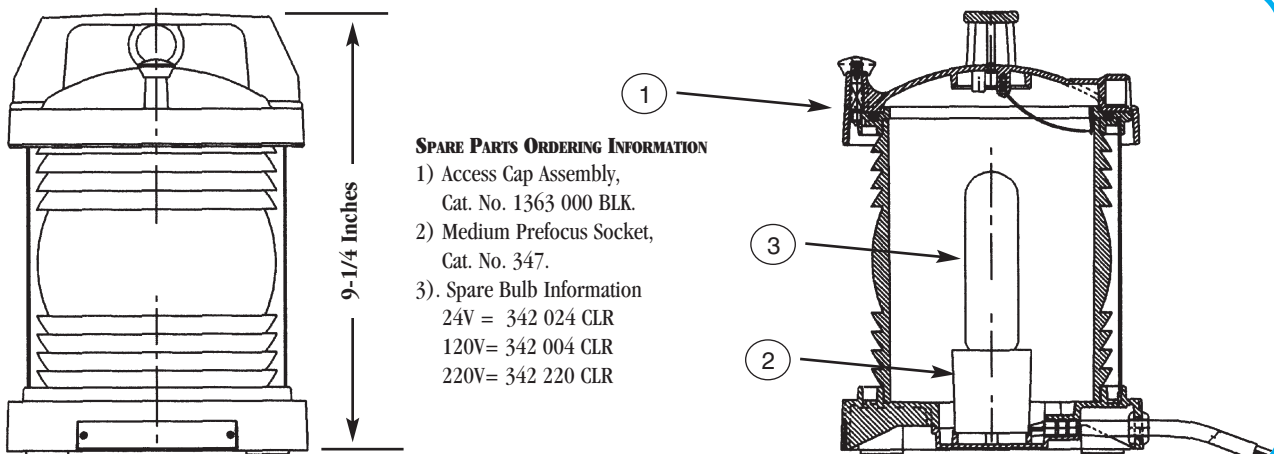 9-1/4 Inches
SPARE PARTS ORDERING INFORMATION
1) Access Cap Assembly,
Cat. No. 1363 000 BLK.
2) Medium Prefocus Socket,
Cat. No. 347.
3). Spare Bulb Information
24V = 342 024 CLR
120V= 342 004 CLR
220V= 342 220 CLR
1
3
2